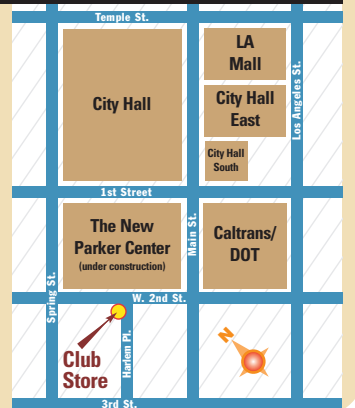 Temple St.
LA
Mall
City Hall
City Hall
East
Los Angeles St.
City Hall
South
1st Street
The New
Parker Center
(under construction)
Main St.
Caltrans/
DOT
Spring St.
W. 2nd St.
Harlem Pl.
Club
Store
N
3rd St.